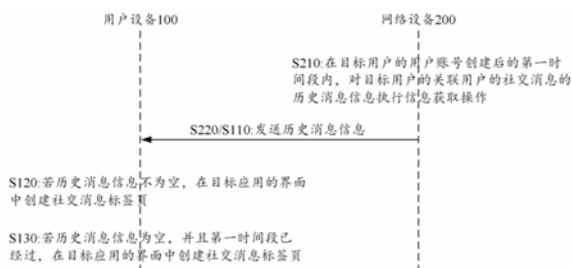 用户设备100
网络设备200
S210:在目标用户的用户账号创建后的第一时
间段内，对目标用户的关联用户的社交消息的
历史消息信息执行信息获取操作
S220/S110:发送历史消息信息
S120:若历史消息信息不为空，在目标应用的界面
中创建社交消息标签页
S130:若历史消息信息为空，并且第一时间段已
经过，在目标应用的界面中创建社交消息标签页